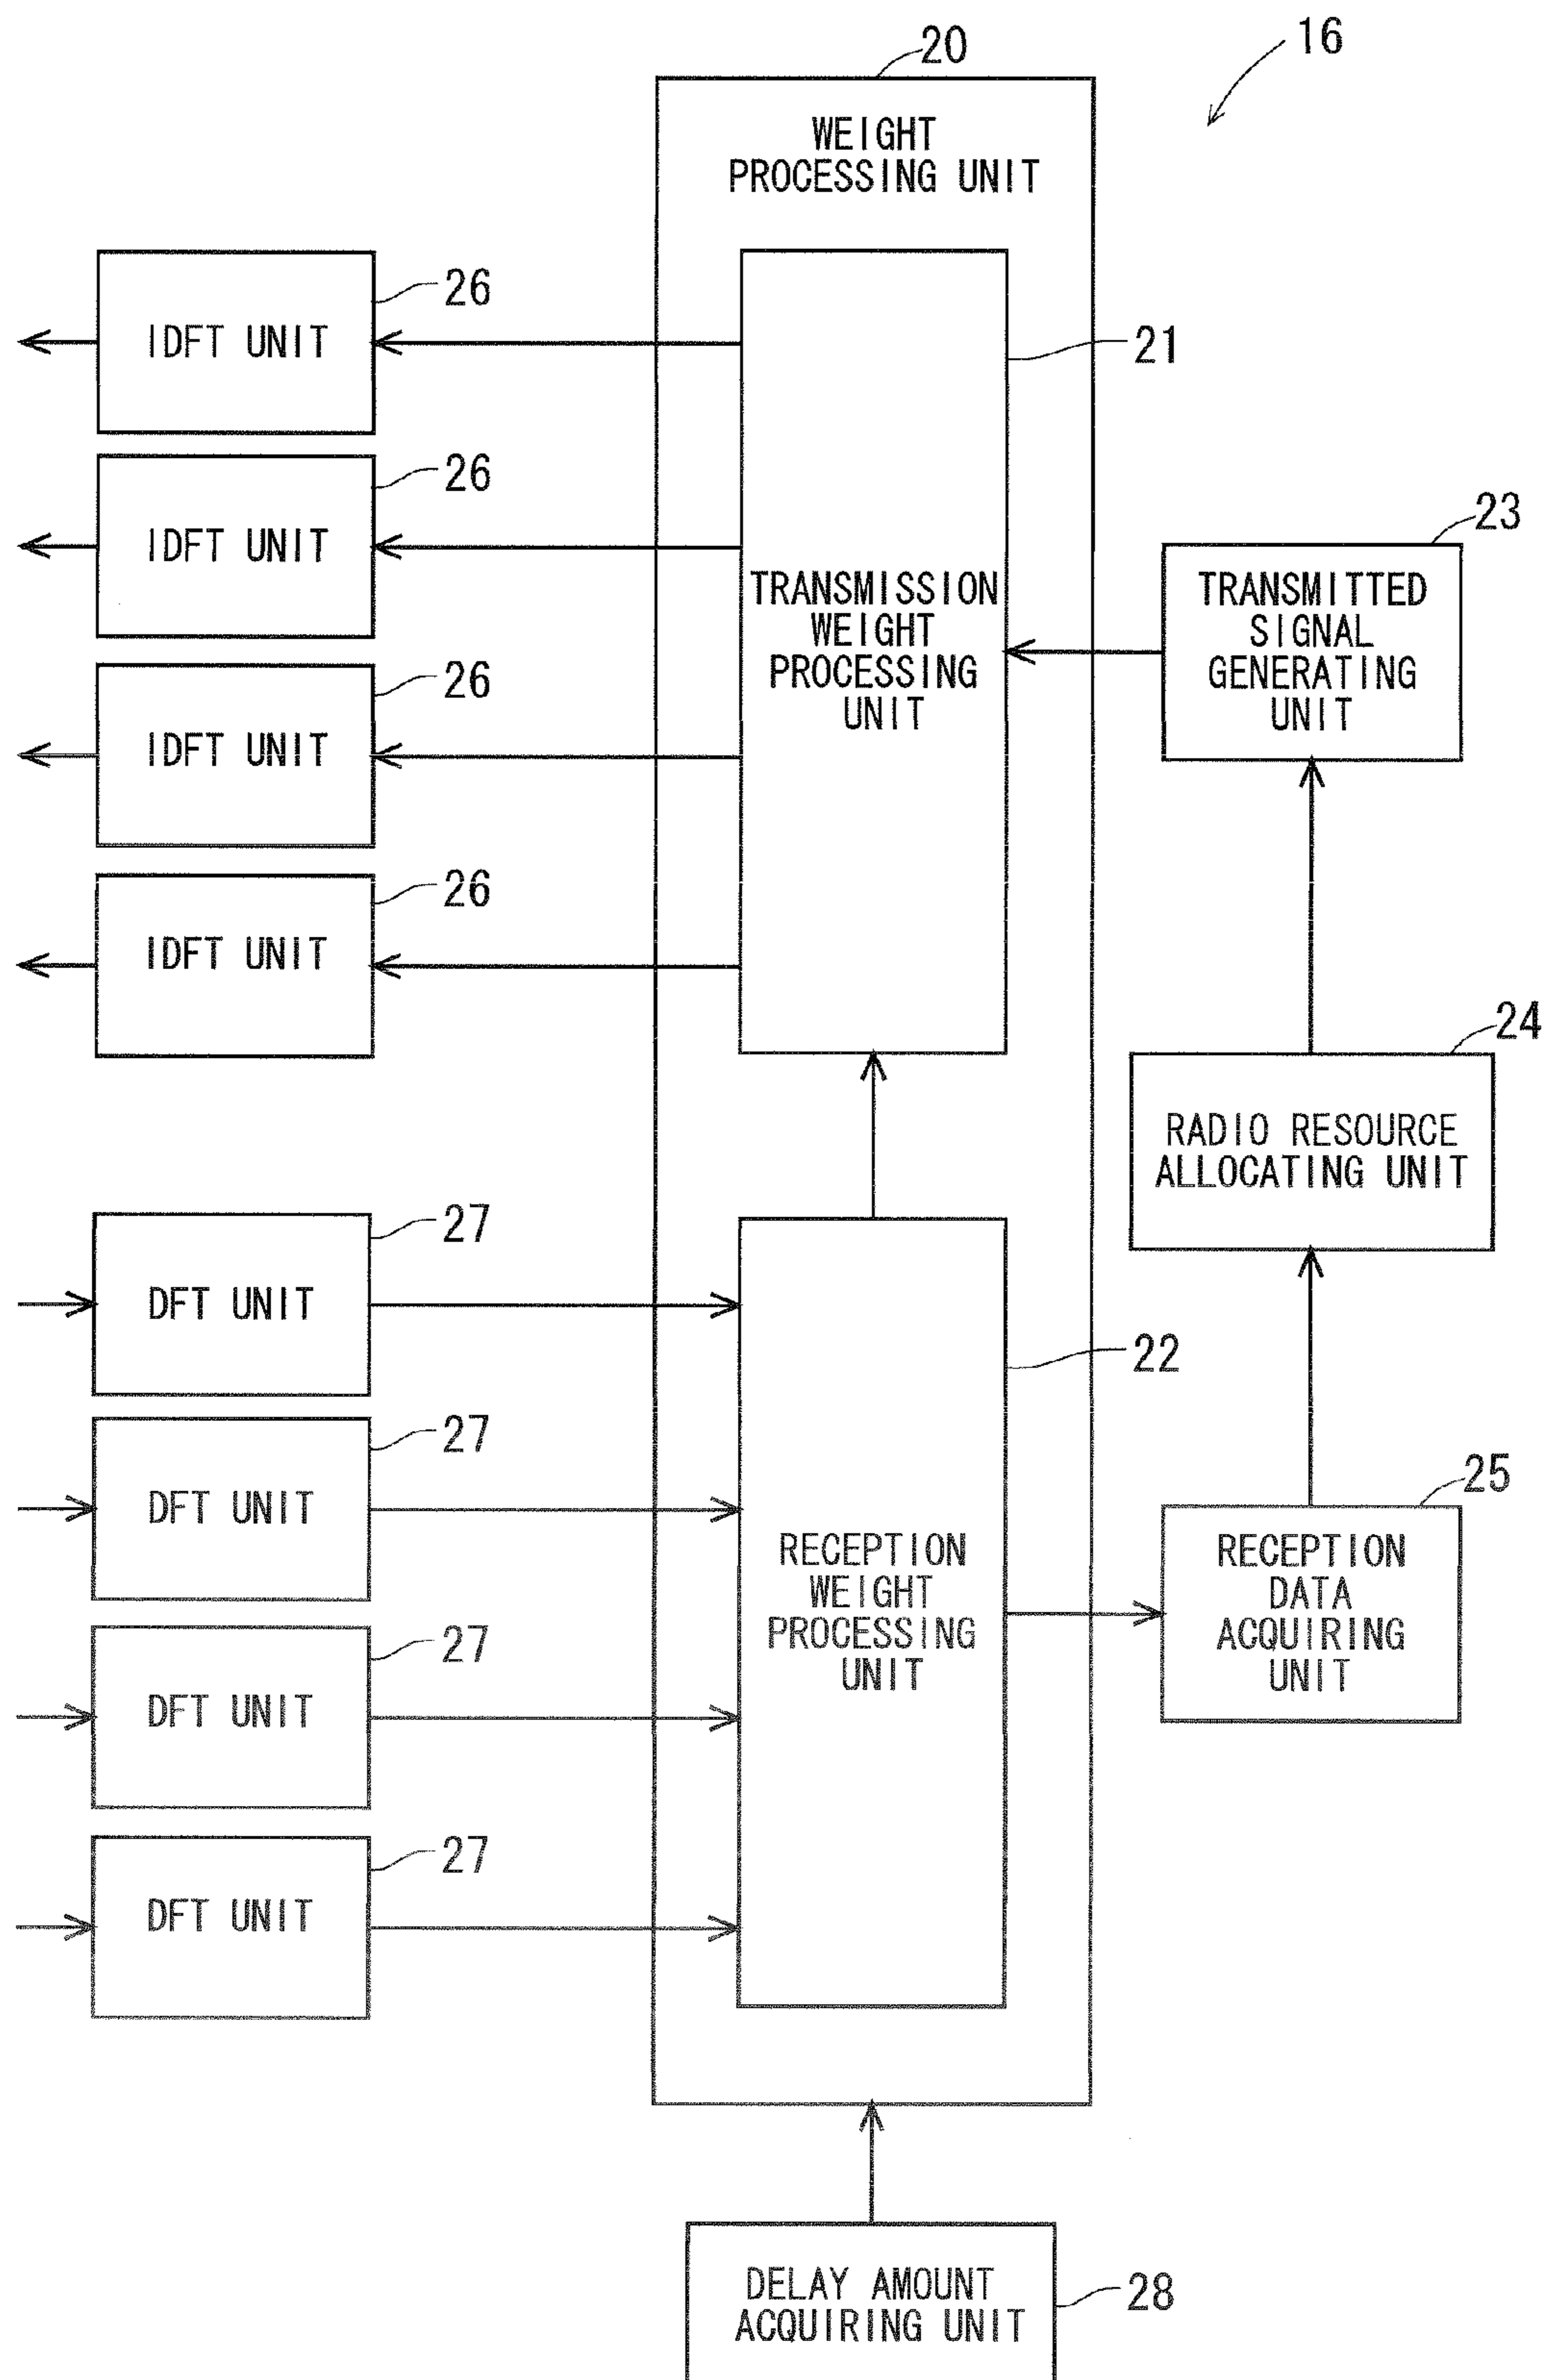 16
20
WEIGHT
PROCESSING UNIT
26
IDFT UNIT
21
26
IDFT UNIT
23
TRANSMITTED
SIGNAL
GENERATING
UNIT
TRANSMISSION
WEIGHT
PROCESSING
UNIT
26
IDFT UNIT
26
IDFT UNIT
24
RADIO RESOURCE
ALLOCATING UNIT
27
DFT UNIT
22
27
DFT UNIT
25
RECEPTION
DATA
ACQUIRING
UNIT
RECEPTION
WEIGHT
PROCESSING
UNIT
27
DFT UNIT
27
DFT UNIT
DELAY AMOUNT
ACQUIRING UNIT
28